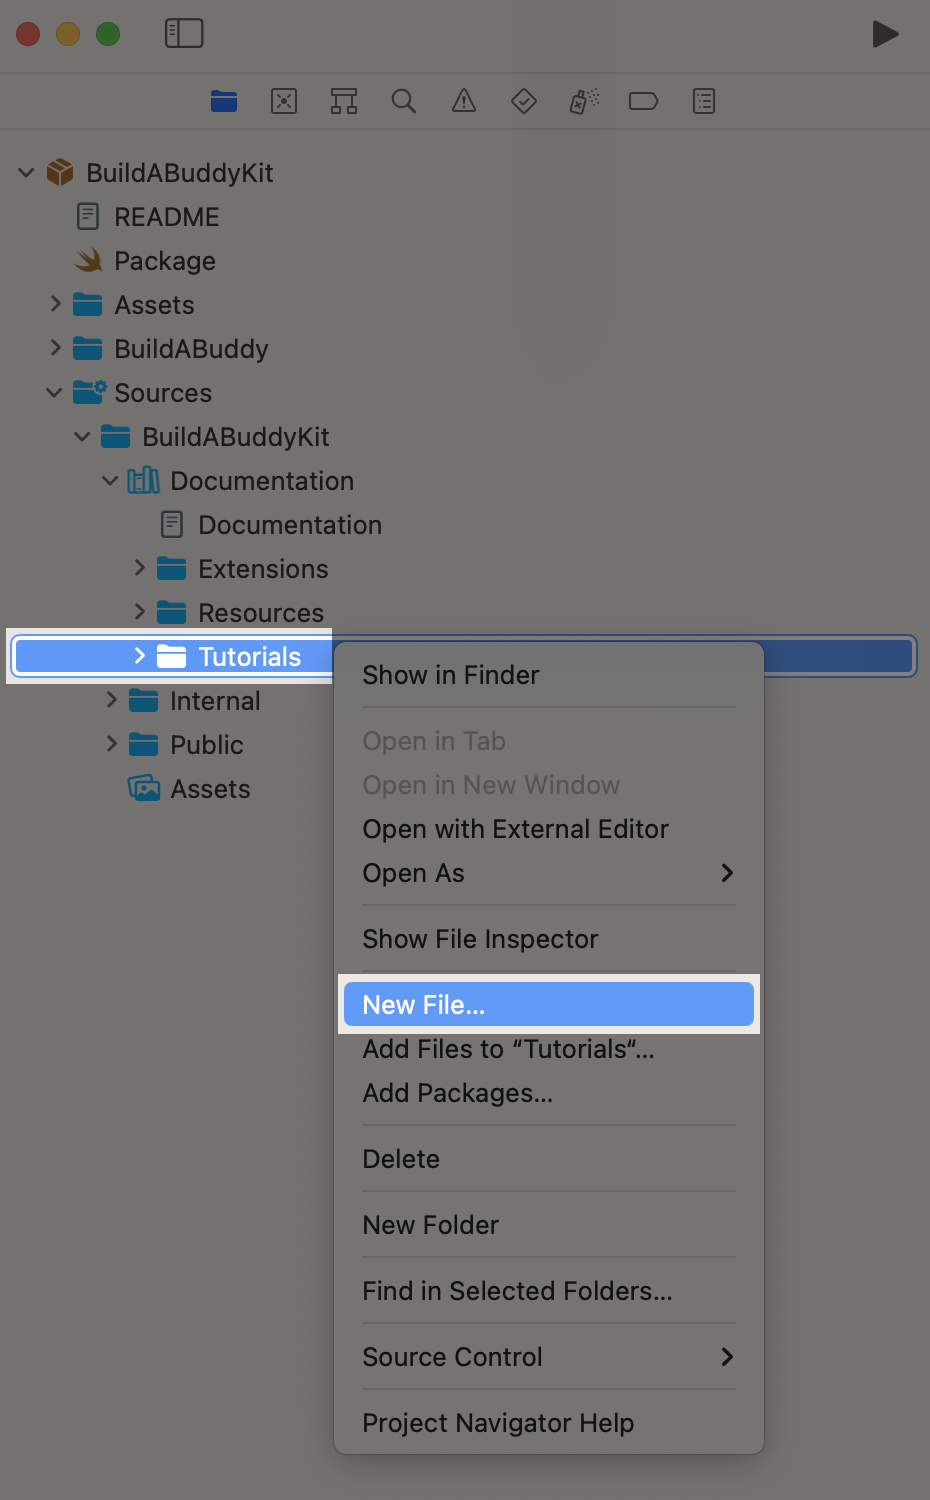 BuildABuddyKit
README
Package
Assets
BuildABuddy
Sources
BuildABuddyKit
Documentation
Documentation
Extensions
Resources
Tutorials
Internal
Public
Assets
Show in Finder
Open in Tab
Open in New Window
Open with External Editor
Open As
Show File Inspector
New File...
Add Files to “Tutorials“...
Add Packages...
Delete
New Folder
Find in Selected Folders...
Source Control
Project Navigator Help